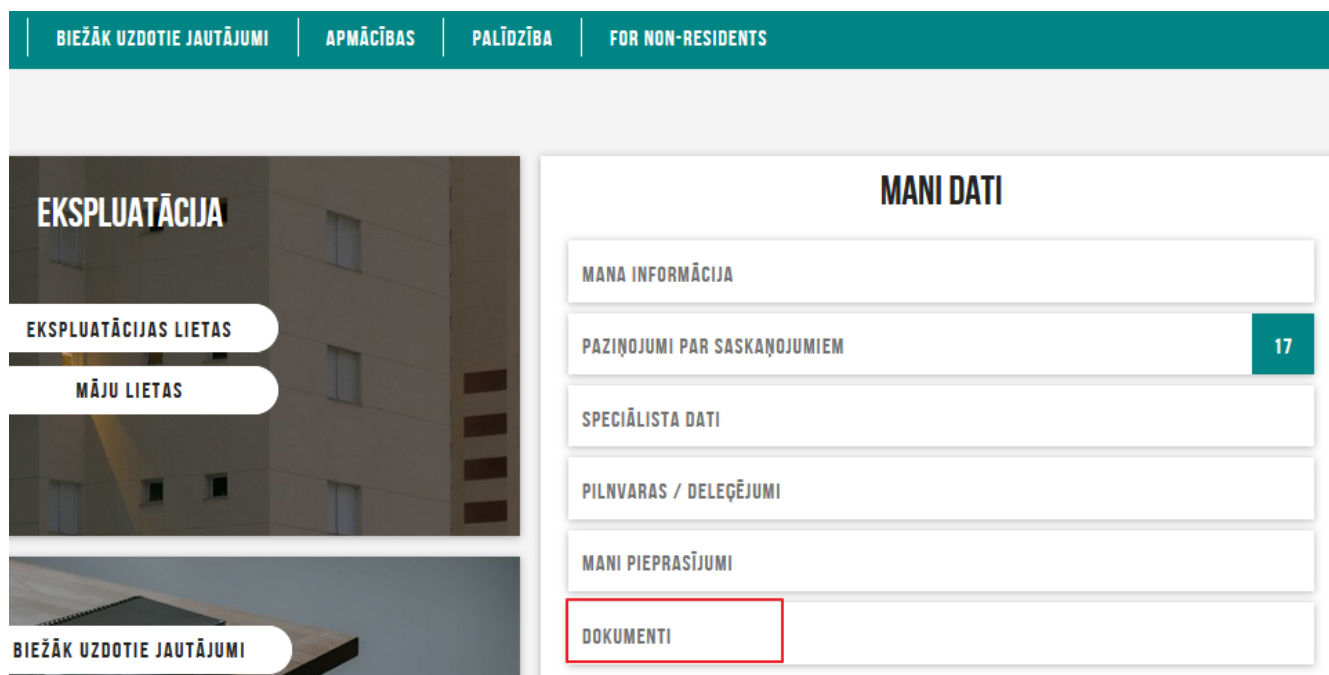 BIEŽĀK UZDOTIE JAUTĀJUMI
APMĀCĪBAS
PALĪDZĪBA
FOR NON-RESIDENTS
EKSPLUATĀCIJA
EKSPLUATĀCIJAS LIETAS
MĀJU LIETAS
BIEŽĀK UZDOTIE JAUTĀJUMI
MANI DATI
MANA INFORMĀCIJA
PAZIŅOJUMI PAR SASKAŅOJUMIEM 17
SPECIĀLISTA DATI
PILNVARAS / DELEĢĒJUMI
MANI PIEPRASĪJUMI
DOKUMENTI